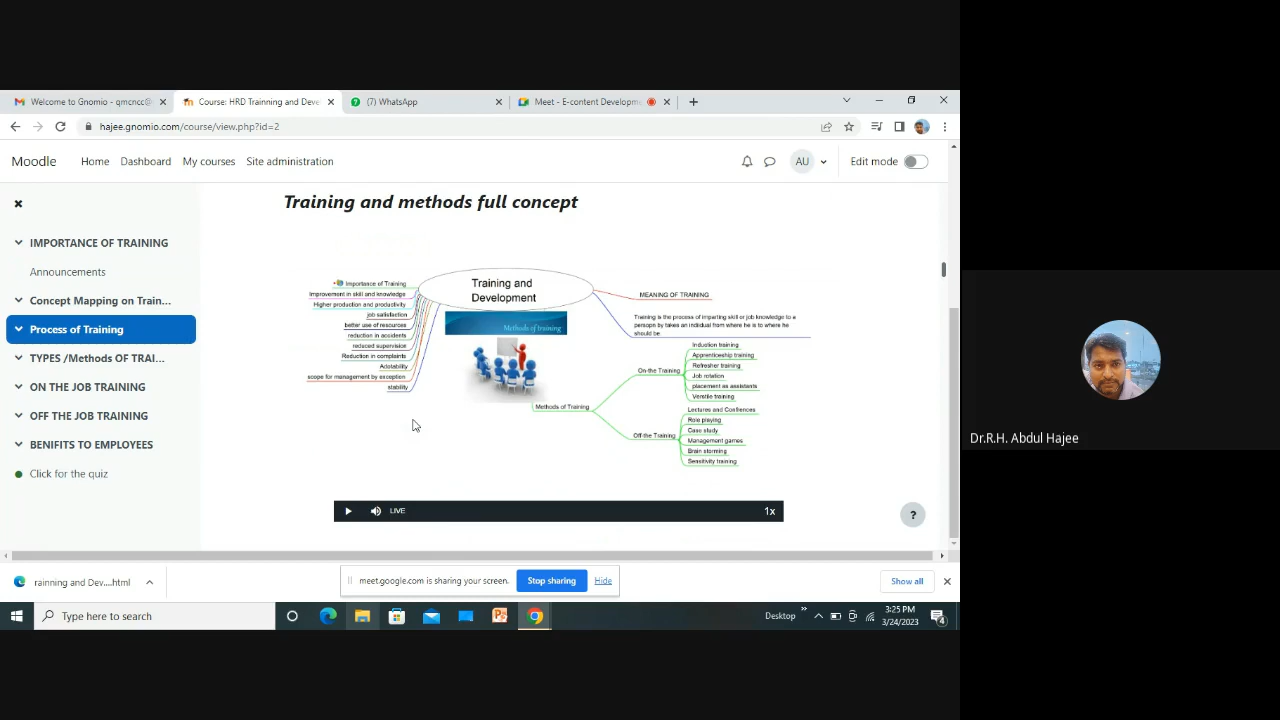 Welcome to Gnomio - qmcncc@
Course: HRD Trainning and Deve
(7) WhatsApp
Meet - E-content Developme
hajee.gnomio.com/course/view.php?id=2
Moodle
Home
Dashboard
My courses
Site administration
AU
Edit mode
IMPORTANCE OF TRAINING
Announcements
Concept Mapping on Train...
Process of Training
TYPES /Methods OF TRAI...
ON THE JOB TRAINING
OFF THE JOB TRAINING
BENIFITS TO EMPLOYEES
Click for the quiz
Training and methods full concept
Training and
Development
Methods of training
Importance of Training
Improvement in skill and knowledge
Higher production and productivity
job satisfaction
better use of resources
reduction in accidents
reduced supervision
Reduction in complaints
Adotability
scope for management by exception
stability
MEANING OF TRAINING
Training is the process of imparting skill or job knowledge to a
persopn by takes an individual from where he is to where he
should be.
Methods of Training
On-the Training
Induction training
Apprenticeship training
Refresher training
Job rotation
placement as assistants
Verstile training
Off-the Training
Lectures and Confiences
Role playing
Case study
Management games
Brain storming
Sensitivity training
LIVE
1x
?
rainning and Dev....html
meet.google.com is sharing your screen.
Stop sharing
Hide
Show all
Type here to search
Desktop
3:25 PM
3/24/2023
4
Dr.R.H. Abdul Hajee